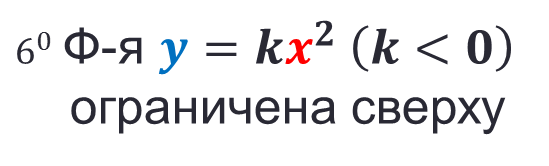 6⁰ Ф-я y = kx² (k < 0)
ограничена сверху